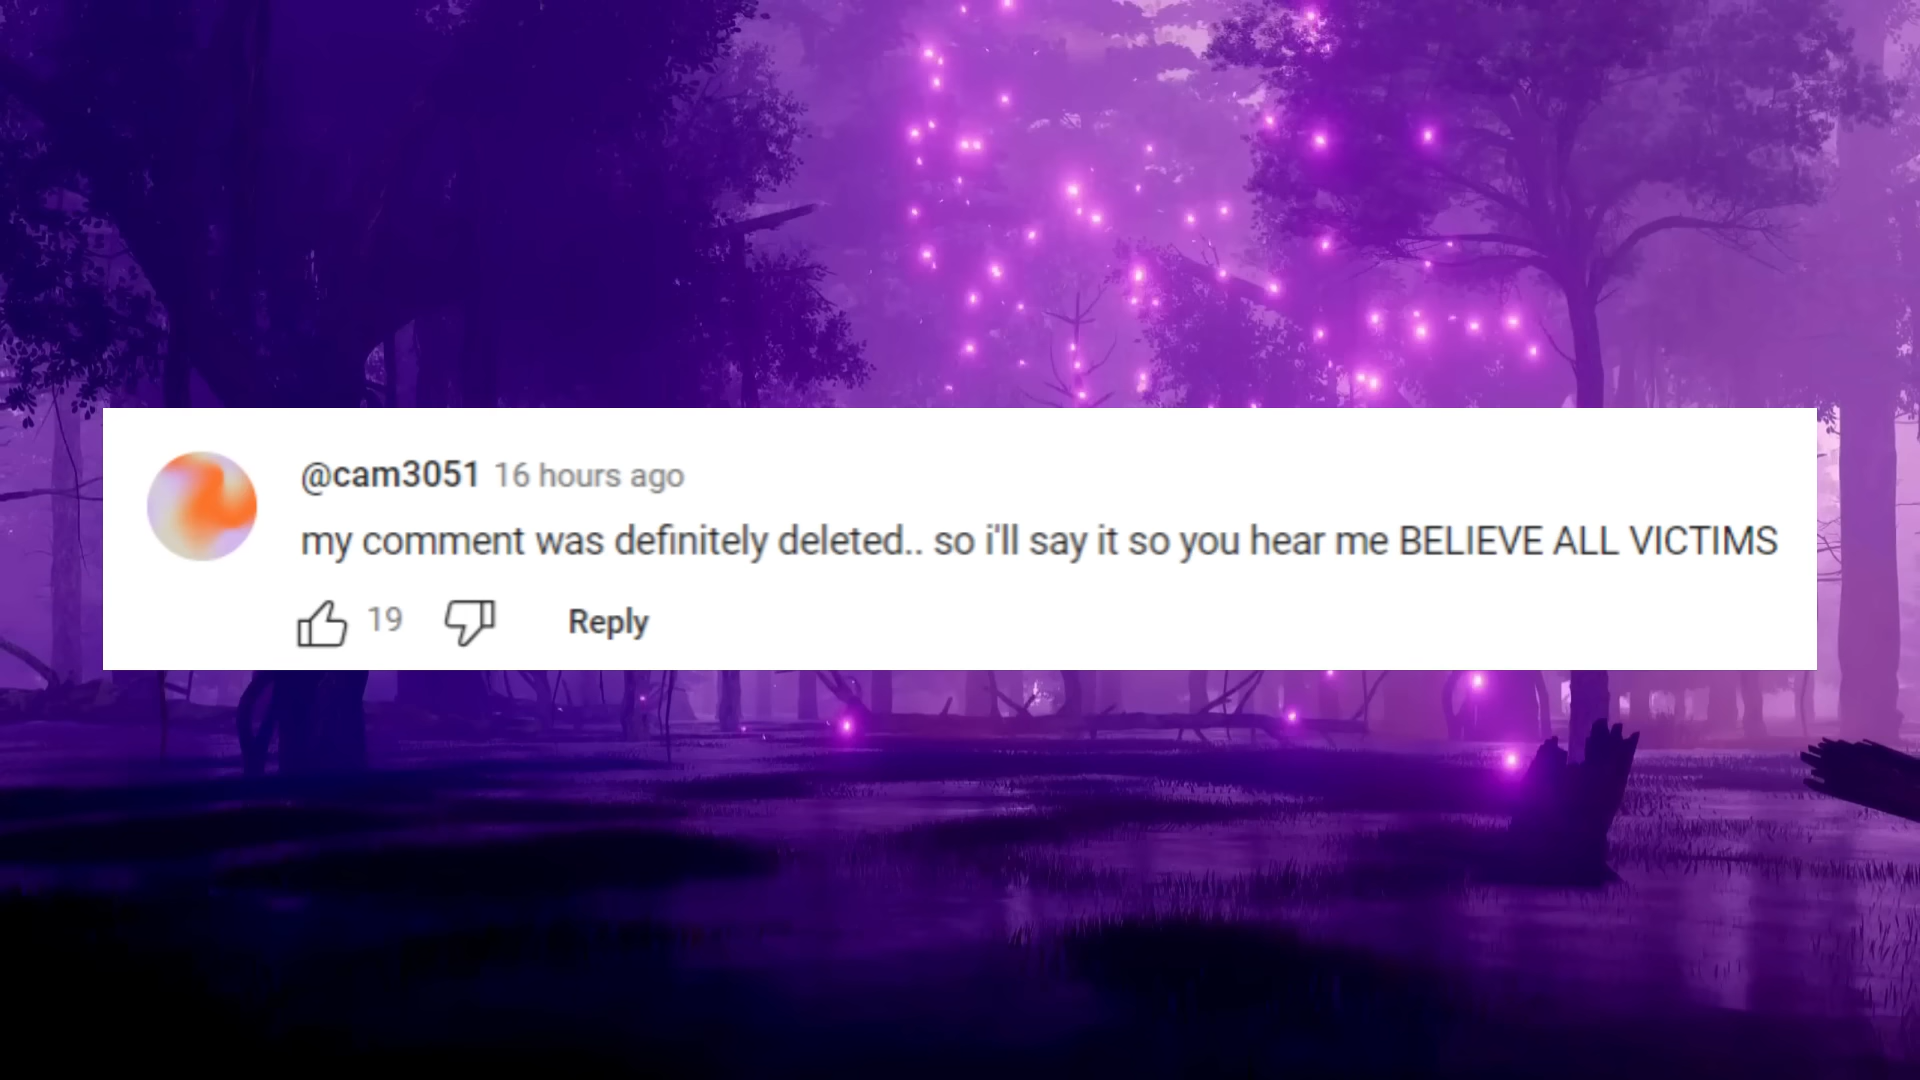 @cam3051 16 hours ago
my comment was definitely deleted.. so i'll say it so you hear me BELIEVE ALL VICTIMS
19 Reply